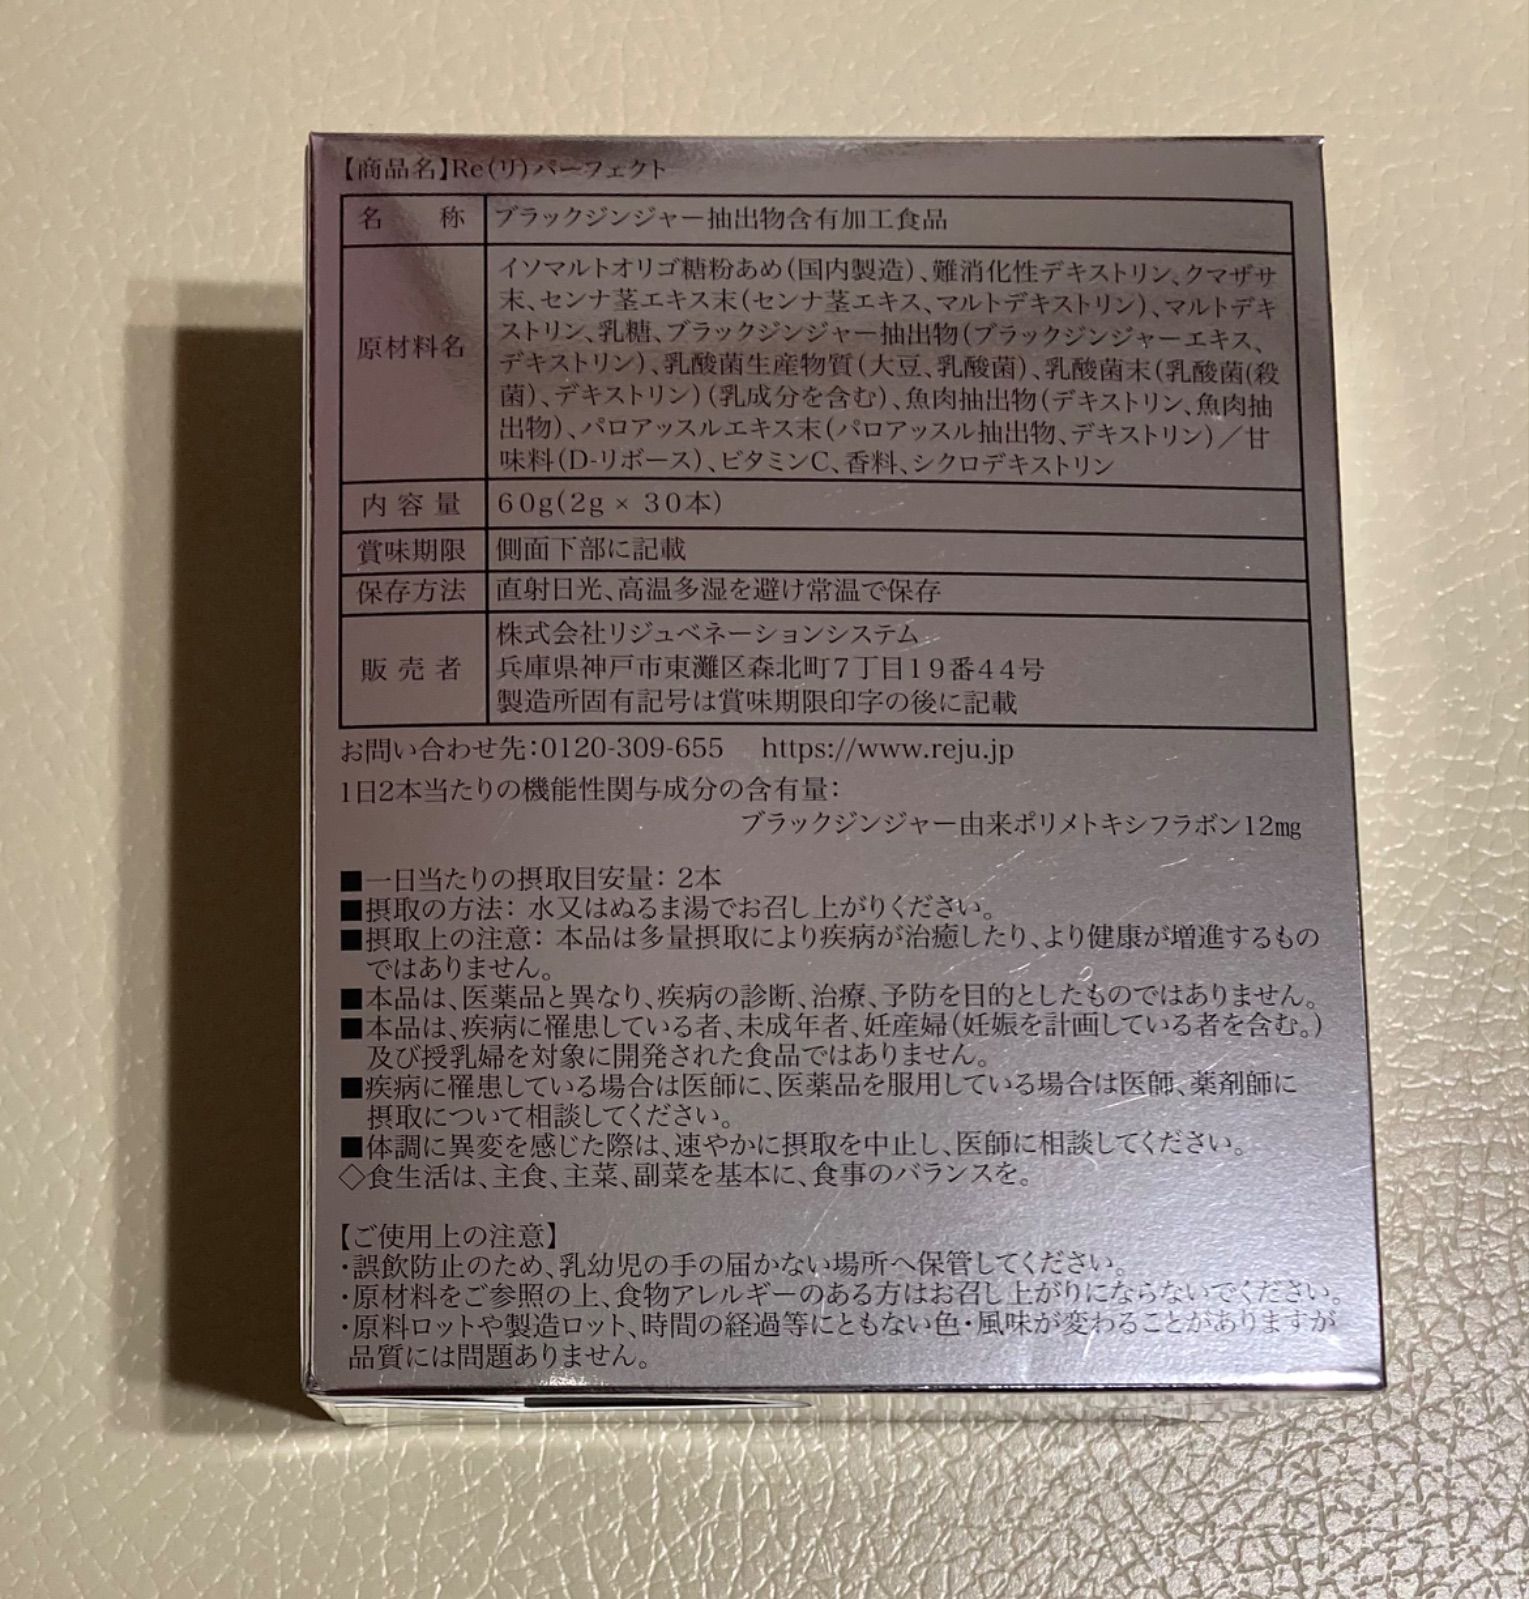 【商品名】Re(リ)パーフェクト
名称 ブラックジンジャー抽出物含有加工食品
原材料名 イソマルトオリゴ糖粉あめ(国内製造)、難消化性デキストリン、クマザサ
末、センナ茎エキス末(センナ茎エキス、マルトデキストリン)、マルトデキ
ストリン、乳糖、ブラックジンジャー抽出物(ブラックジンジャーエキス、
デキストリン)、乳酸菌生産物質(大豆、乳酸菌)、乳酸菌末(乳酸菌(殺
菌)、デキストリン)(乳成分を含む)、魚肉抽出物(デキストリン、魚肉抽
出物)、パロアッスルエキス末(パロアッスル抽出物、デキストリン)/甘
味料(D-リボース)、ビタミンC、香料、シクロデキストリン
内容量 60g(2g × 30本)
賞味期限 側面下部に記載
保存方法 直射日光、高温多湿を避け常温で保存
販売者 株式会社リジュベネーションシステム
兵庫県神戸市東灘区森北町7丁目19番44号
製造所固有記号は賞味期限印字の後に記載
お問い合わせ先:0120-309-655 https://www.reju.jp
1日2本当たりの機能性関与成分の含有量:
ブラックジンジャー由来ポリメトキシフラボン12mg
■一日当たりの摂取目安量: 2本
■摂取の方法: 水又はぬるま湯でお召し上がりください。
■摂取上の注意: 本品は多量摂取により疾病が治癒したり、より健康が増進するもの
ではありません。
■本品は、医薬品と異なり、疾病の診断、治療、予防を目的としたものではありません。
■本品は、疾病に罹患している者、未成年者、妊産婦(妊娠を計画している者を含む。)
及び授乳婦を対象に開発された食品ではありません。
■疾病に罹患している場合は医師に、医薬品を服用している場合は医師、薬剤師に
摂取について相談してください。
■体調に異変を感じた際は、速やかに摂取を中止し、医師に相談してください。
◇食生活は、主食、主菜、副菜を基本に、食事のバランスを。
【ご使用上の注意】
・誤飲防止のため、乳幼児の手の届かない場所へ保管してください。
・原材料をご参照の上、食物アレルギーのある方はお召し上がりにならないでください。
・原料ロットや製造ロット、時間の経過等にともない色・風味が変わることがありますが
品質には問題ありません。